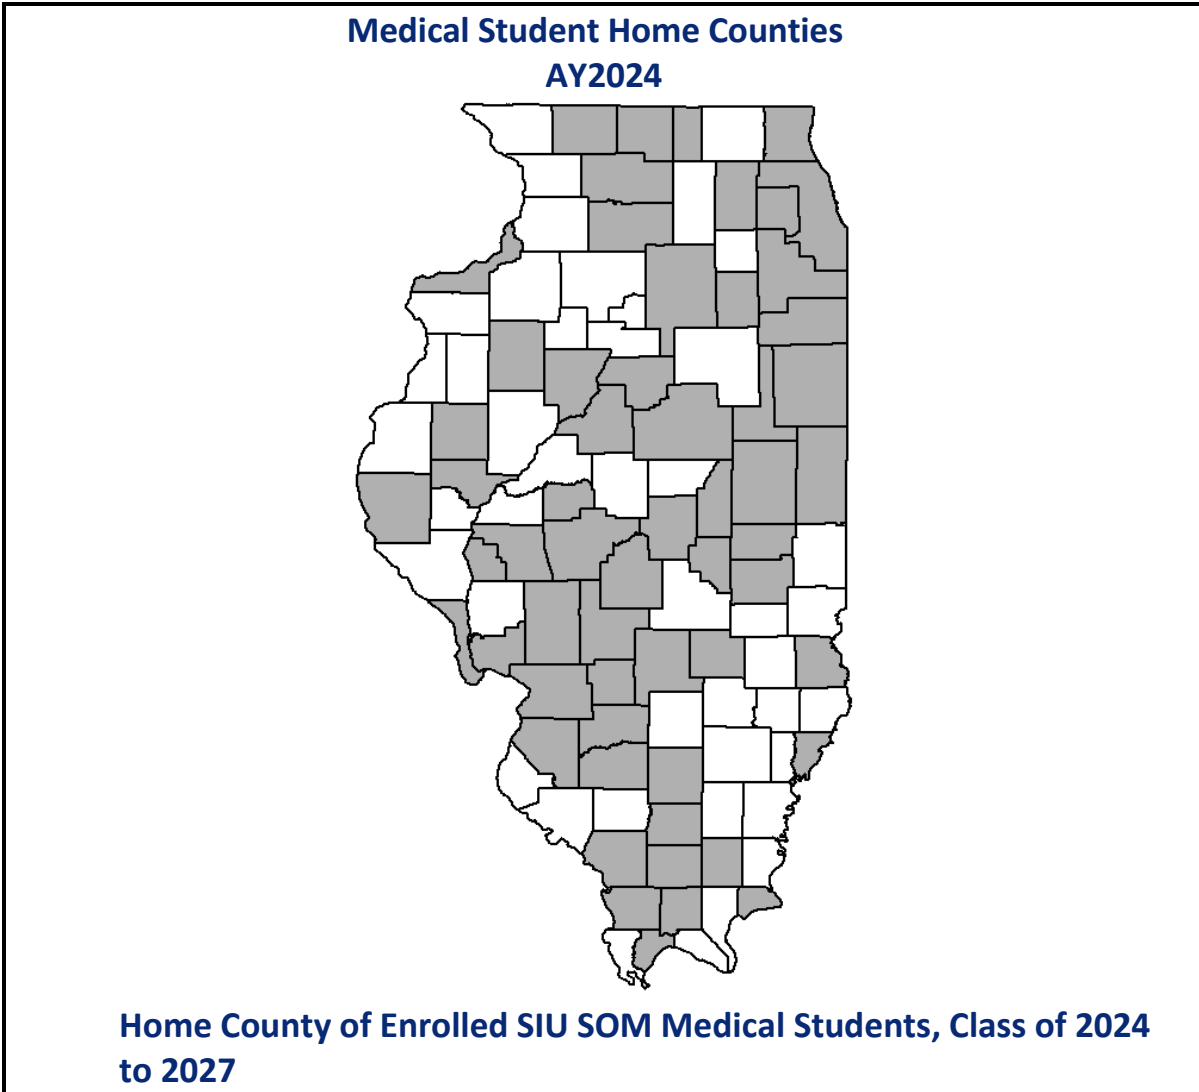 Medical Student Home Counties
AY2024
Home County of Enrolled SIU SOM Medical Students, Class of 2024
to 2027